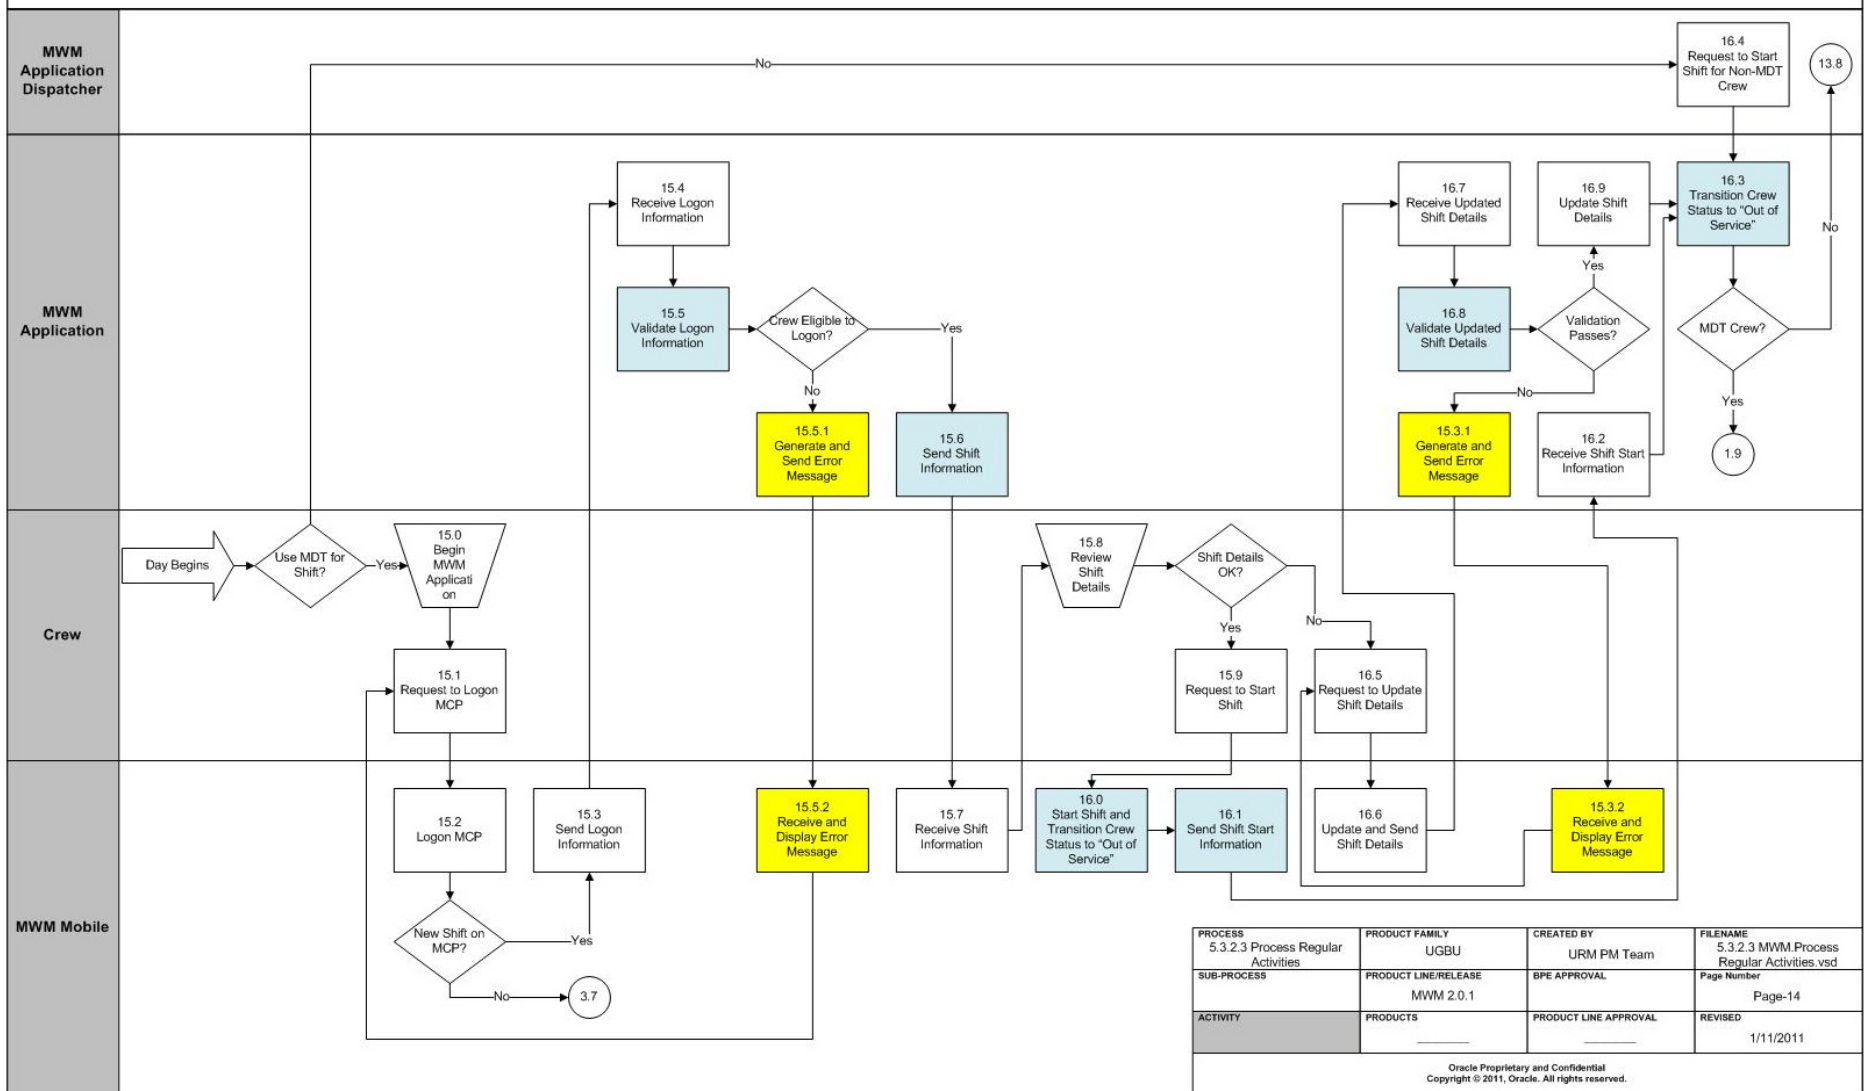 MWM
Application
Dispatcher
No
16.4
Request to Start
Shift for Non-MDT
Crew
13.8
MWM
Application
15.4
Receive Logon
Information
16.7
Receive Updated
Shift Details
16.9
Update Shift
Details
16.3
Transition Crew
Status to “Out of
Service”
No
Yes
15.5
Validate Logon
Information
Crew Eligible to
Logon?
Yes
16.8
Validate Updated
Shift Details
Validation
Passes?
MDT Crew?
No
No
Yes
15.5.1
Generate and
Send Error
Message
15.6
Send Shift
Information
15.3.1
Generate and
Send Error
Message
16.2
Receive Shift Start
Information
1.9
Crew
Day Begins
Use MDT for
Shift?
Yes
15.0
Begin
MWM
Applicati
on
15.8
Review
Shift
Details
Shift Details
OK?
Yes
No
15.1
Request to Logon
MCP
15.9
Request to Start
Shift
16.5
Request to Update
Shift Details
MWM Mobile
15.2
Logon MCP
15.3
Send Logon
Information
15.5.2
Receive and
Display Error
Message
15.7
Receive Shift
Information
16.0
Start Shift and
Transition Crew
Status to “Out of
Service”
16.1
Send Shift Start
Information
16.6
Update and Send
Shift Details
15.3.2
Receive and
Display Error
Message
New Shift on
MCP?
Yes
No
3.7
PROCESS
5.3.2.3 Process Regular
Activities
PRODUCT FAMILY
UGBU
CREATED BY
URM PM Team
FILENAME
5.3.2.3 MWM.Process
Regular Activities.vsd
SUB-PROCESS
PRODUCT LINE/RELEASE
MWM 2.0.1
BPE APPROVAL
Page Number
Page-14
ACTIVITY
PRODUCTS
________
PRODUCT LINE APPROVAL
________
REVISED
1/11/2011
Oracle Proprietary and Confidential
Copyright © 2011, Oracle. All rights reserved.